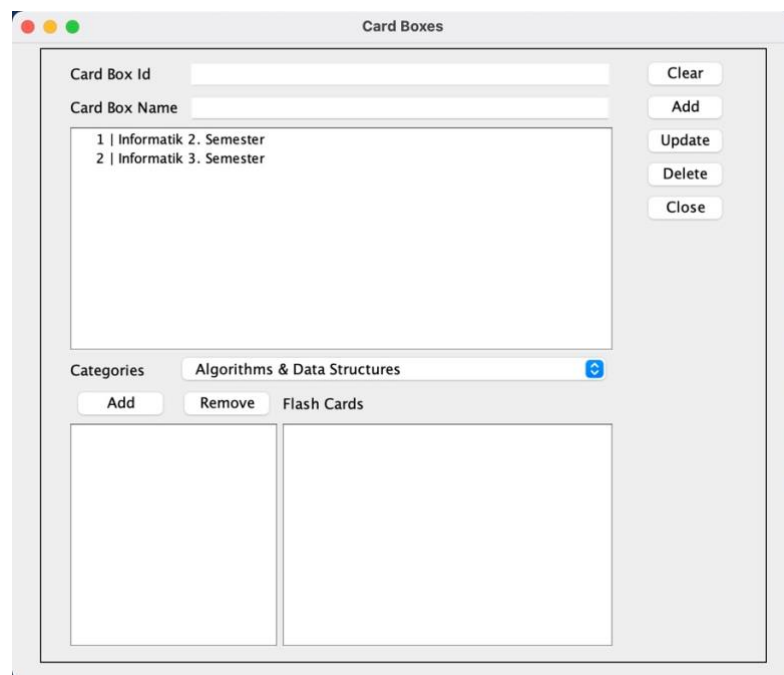 Card Boxes
Card Box Id
Clear
Card Box Name
Add
1 | Informatik 2. Semester
2 | Informatik 3. Semester
Update
Delete
Close
Categories
Algorithms & Data Structures
Add
Remove
Flash Cards